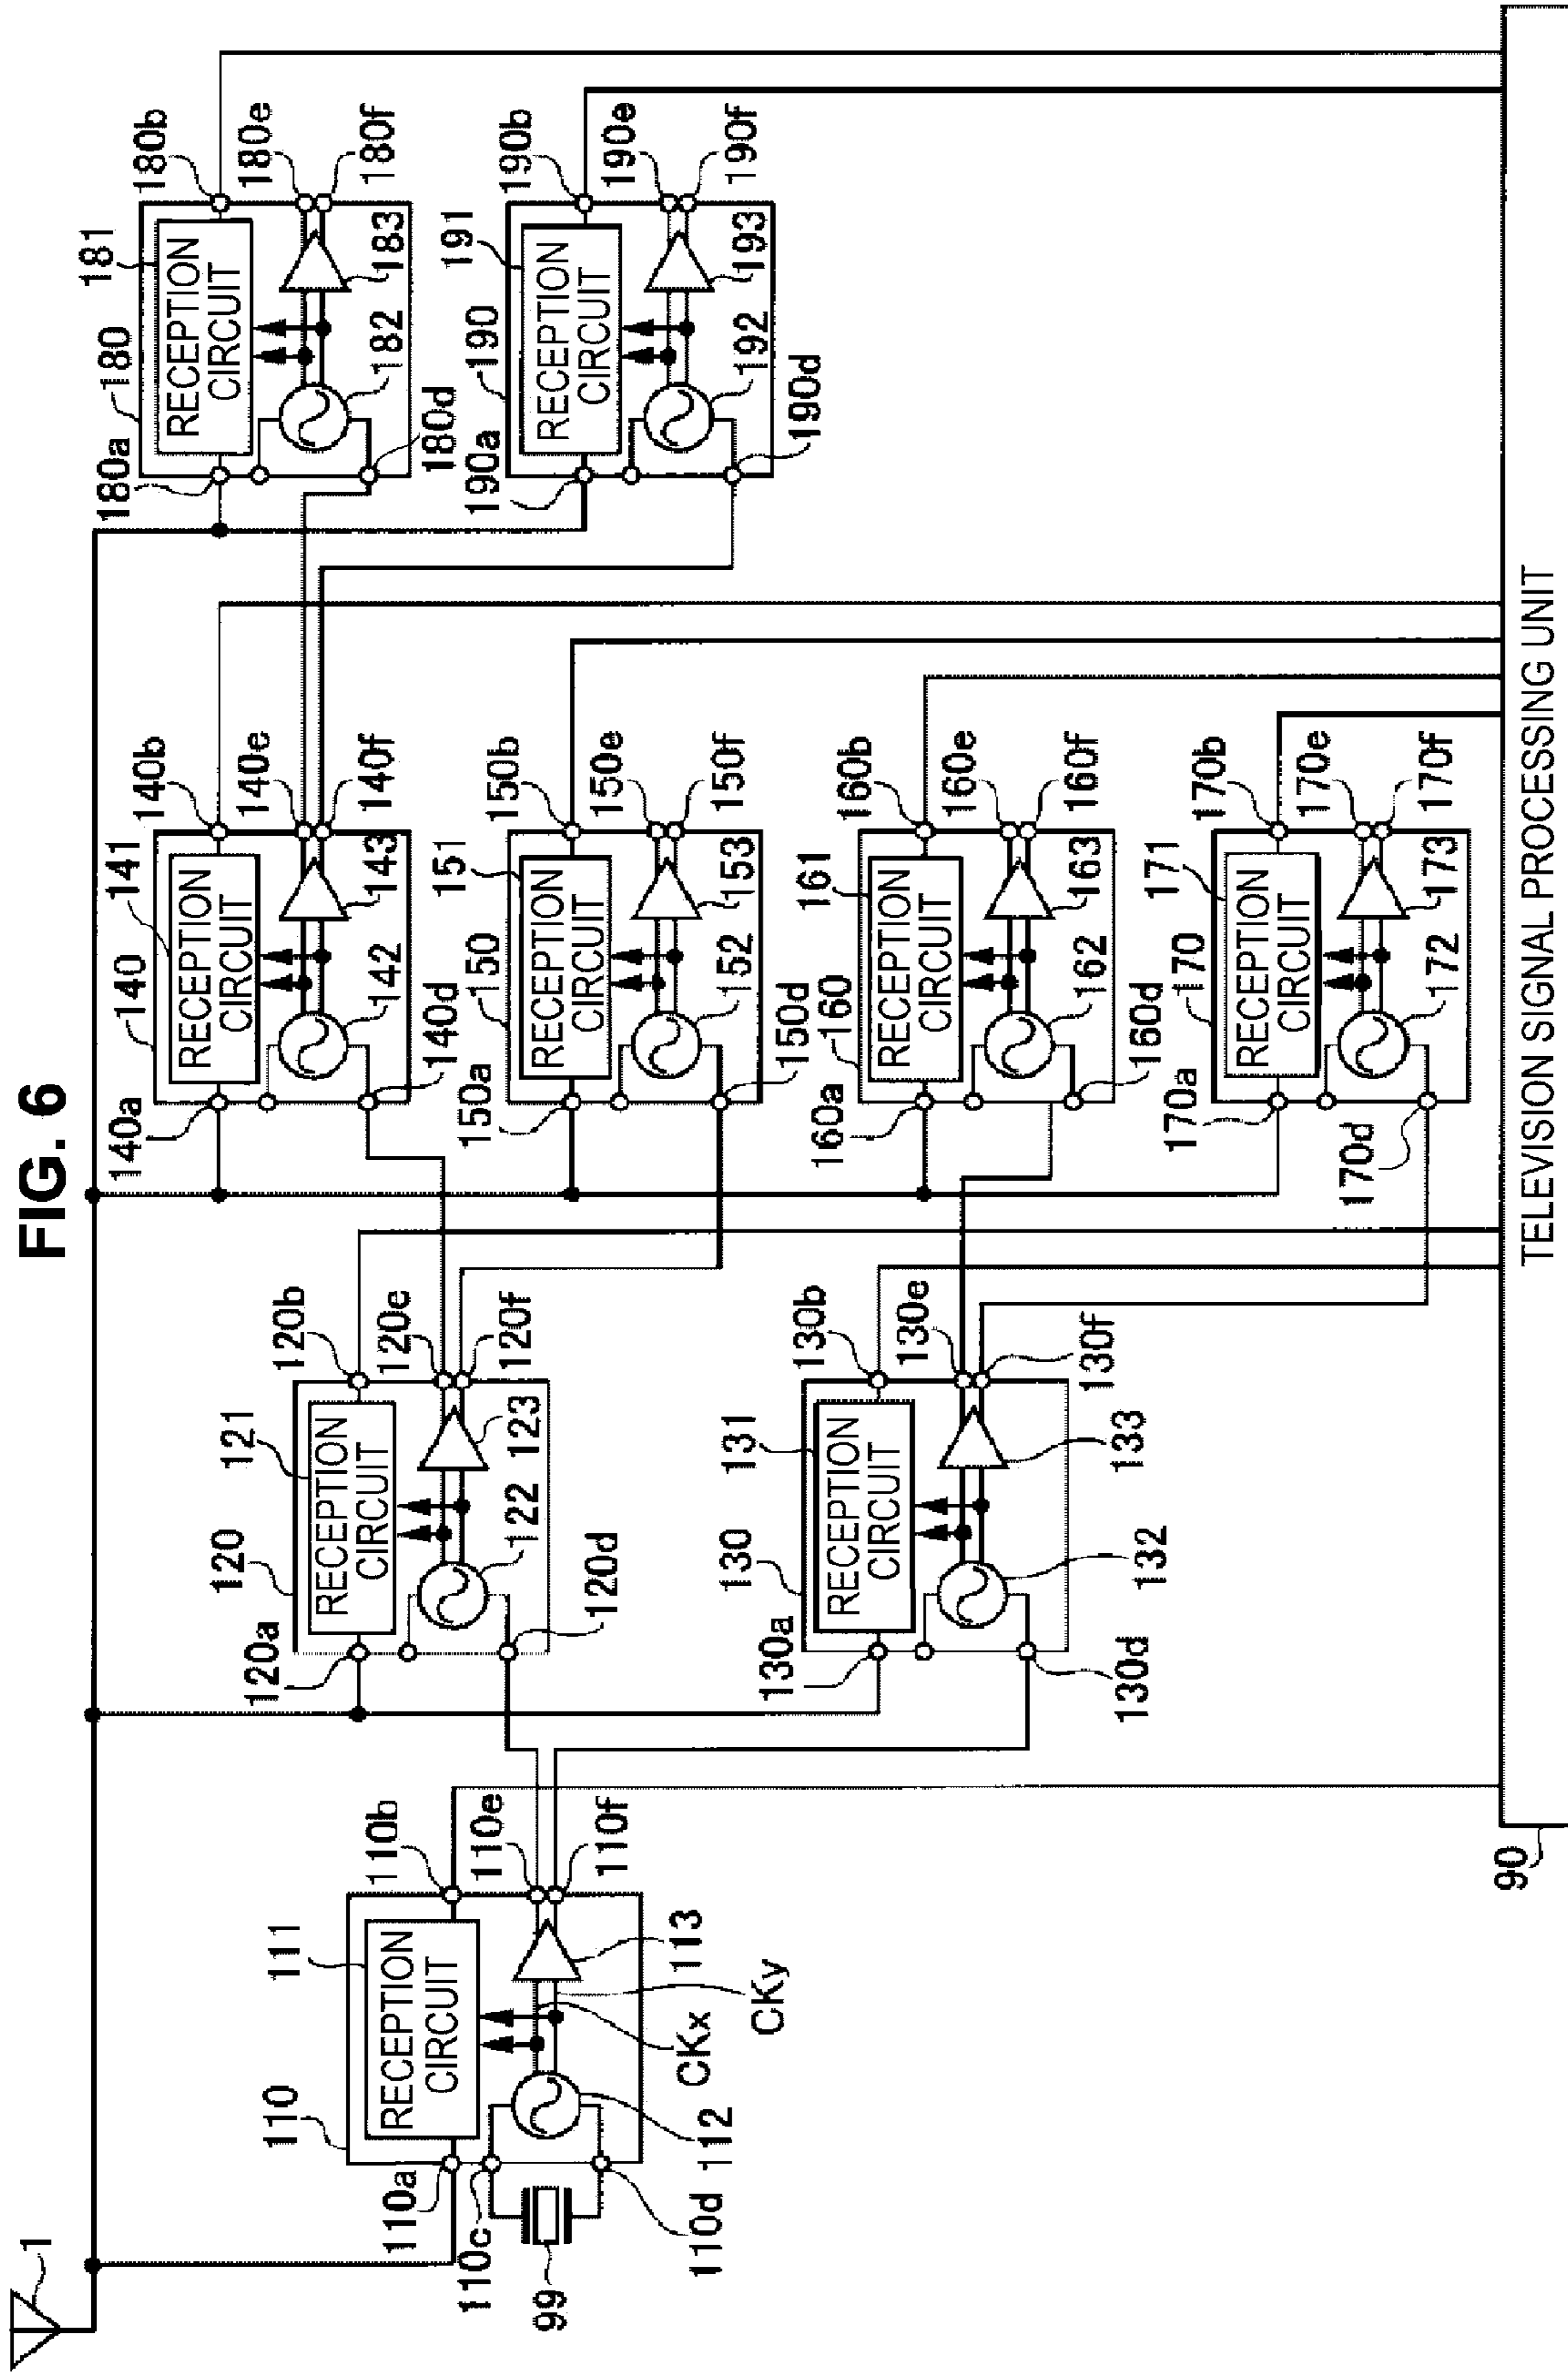 FIG. 6
1
110
111
110a
110b
RECEPTION
CIRCUIT
110c
110e
110f
99
110d
112
113
CKx
CKy
120
121
120a
120b
RECEPTION
CIRCUIT
120e
120f
122
123
120d
130
131
130a
130b
RECEPTION
CIRCUIT
130e
130f
130d
132
133
140
141
140a
140b
RECEPTION
CIRCUIT
140e
140f
142
143
140d
150
151
150a
150b
RECEPTION
CIRCUIT
150e
150f
152
153
150d
160
161
160a
160b
RECEPTION
CIRCUIT
160e
160f
162
163
160d
170
171
170a
170b
RECEPTION
CIRCUIT
170e
170f
172
173
170d
180
181
180a
180b
RECEPTION
CIRCUIT
180e
180f
182
183
180d
190
191
190a
190b
RECEPTION
CIRCUIT
190e
190f
192
193
190d
90
TELEVISION SIGNAL PROCESSING UNIT